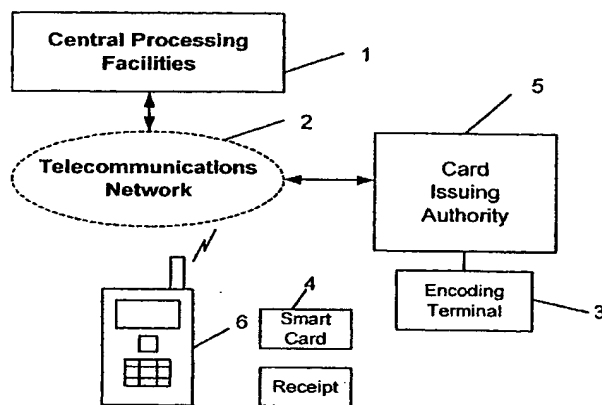 Central Processing
Facilities
1
5
2
Telecommunications
Network
Card
Issuing
Authority
4
Smart
Card
6
Encoding
Terminal
3
Receipt